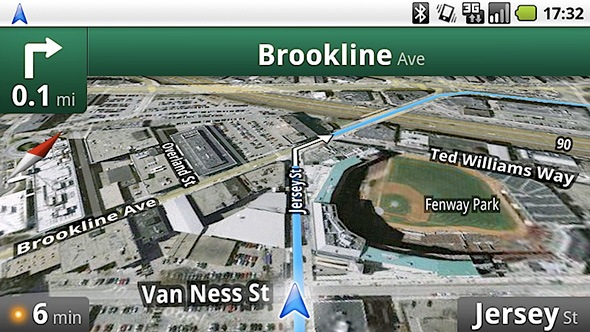 3G 17:32
Brookline Ave
0.1 mi
90
Overland St
Ted Williams Way
Jersey St
Fenway Park
Brookline Ave
Van Ness St
6 min
Jersey St